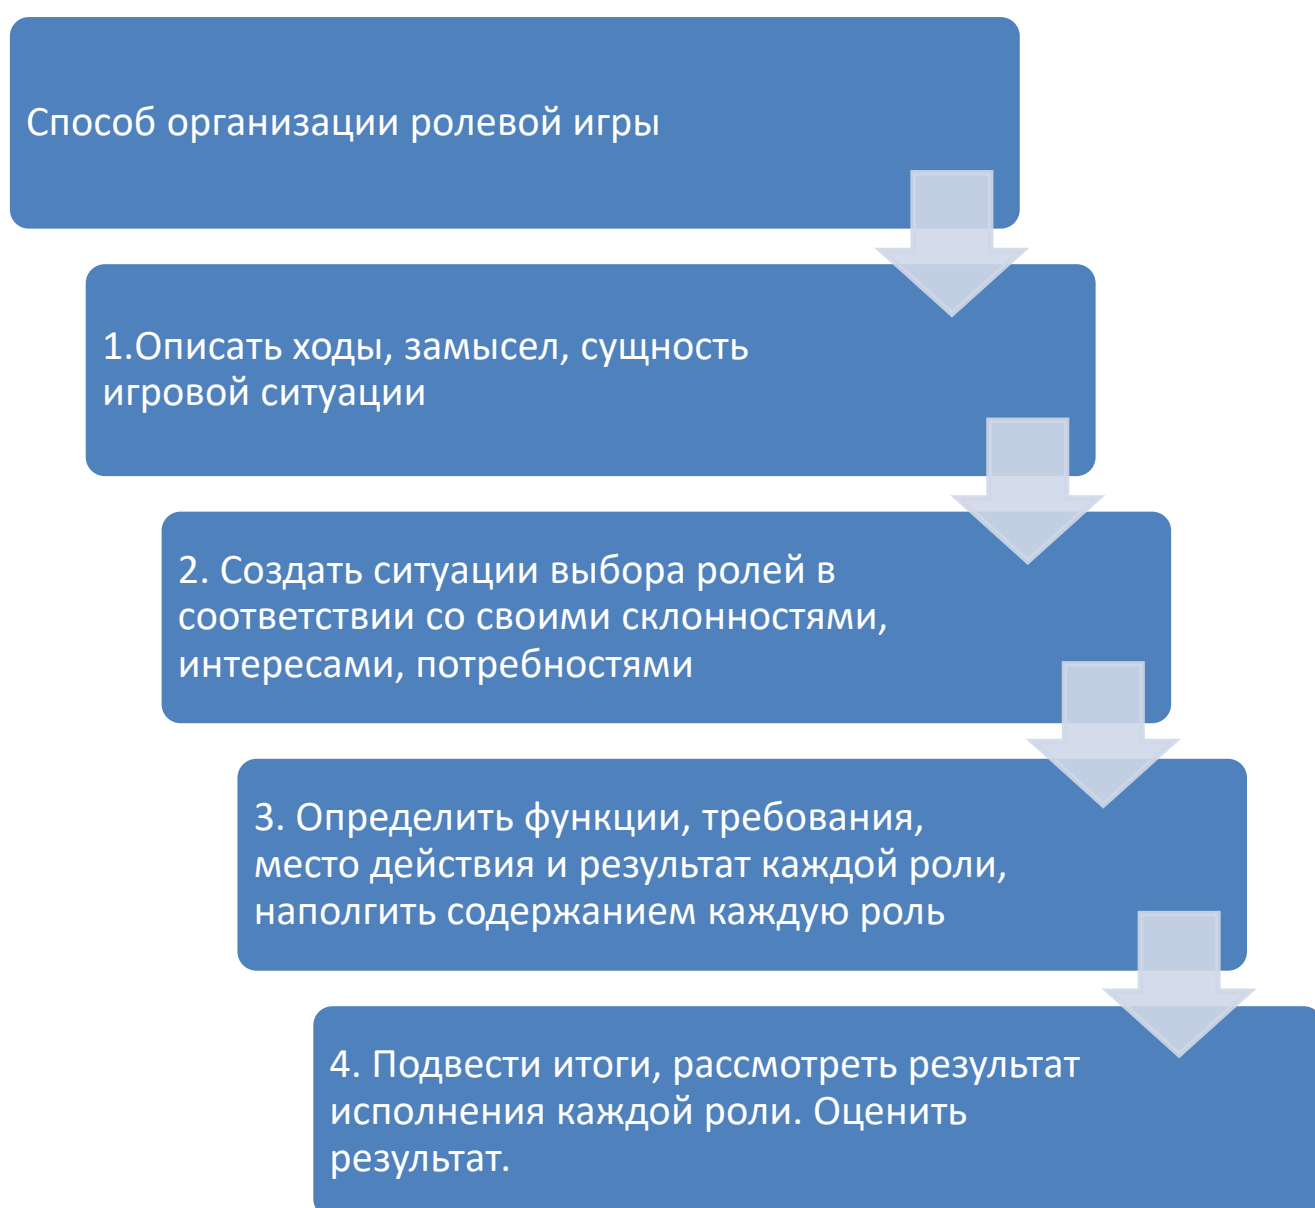 Способ организации ролевой игры
1.Описать ходы, замысел, сущность
игровой ситуации
2. Создать ситуации выбора ролей в
соответствии со своими склонностями,
интересами, потребностями
3. Определить функции, требования,
место действия и результат каждой роли,
наполгить содержанием каждую роль
4. Подвести итоги, рассмотреть результат
исполнения каждой роли. Оценить
результат.